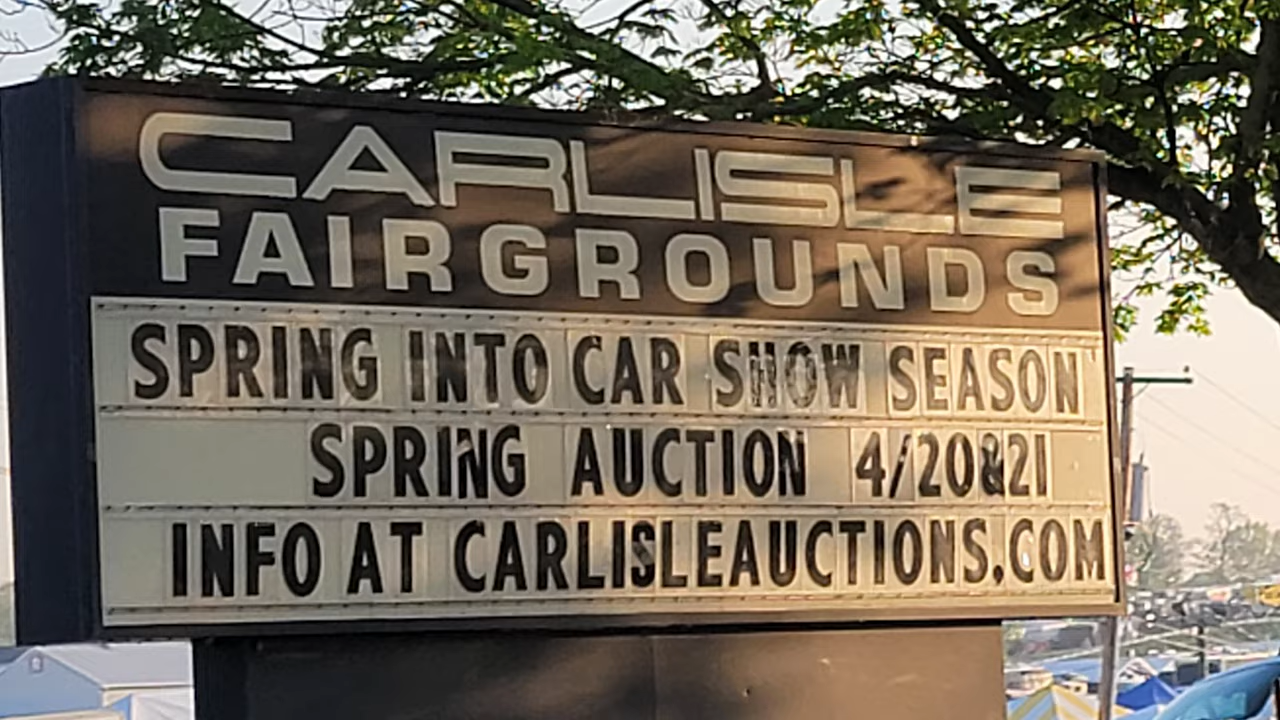 CARLISLE
FAIRGROUNDS
SPRING INTO CAR SHOW SEASON
SPRING AUCTION 4/20&21
INFO AT CARLISLEAUCTIONS.COM